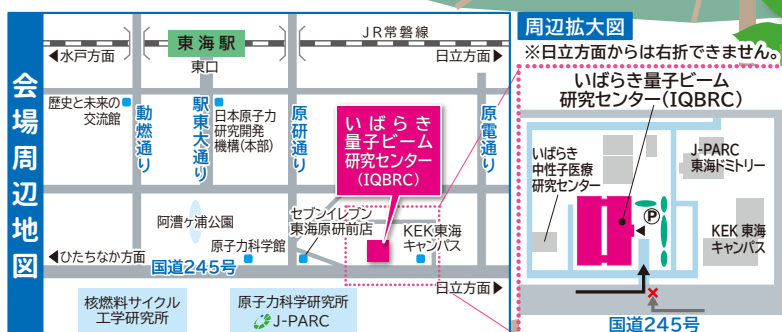 会場周辺地図
東海駅
東口
JR常磐線
◀水戸方面
日立方面▶
歴史と未来の
交流館
動燃通り
駅東大通り
日本原子力
研究開発
機構(本部)
原研通り
いばらき
量子ビーム
研究センター
(IQBRC)
原電通り
阿漕ヶ浦公園
セブンイレブン
東海原研前店
原子力科学館
KEK東海
キャンパス
◀ひたちなか方面
国道245号
日立方面▶
核燃料サイクル
工学研究所
原子力科学研究所
J-PARC
周辺拡大図
※日立方面からは右折できません。
いばらき量子ビーム
研究センター(IQBRC)
いばらき
中性子医療
研究センター
J-PARC
東海ドミトリー
P
KEK 東海
キャンパス
国道245号